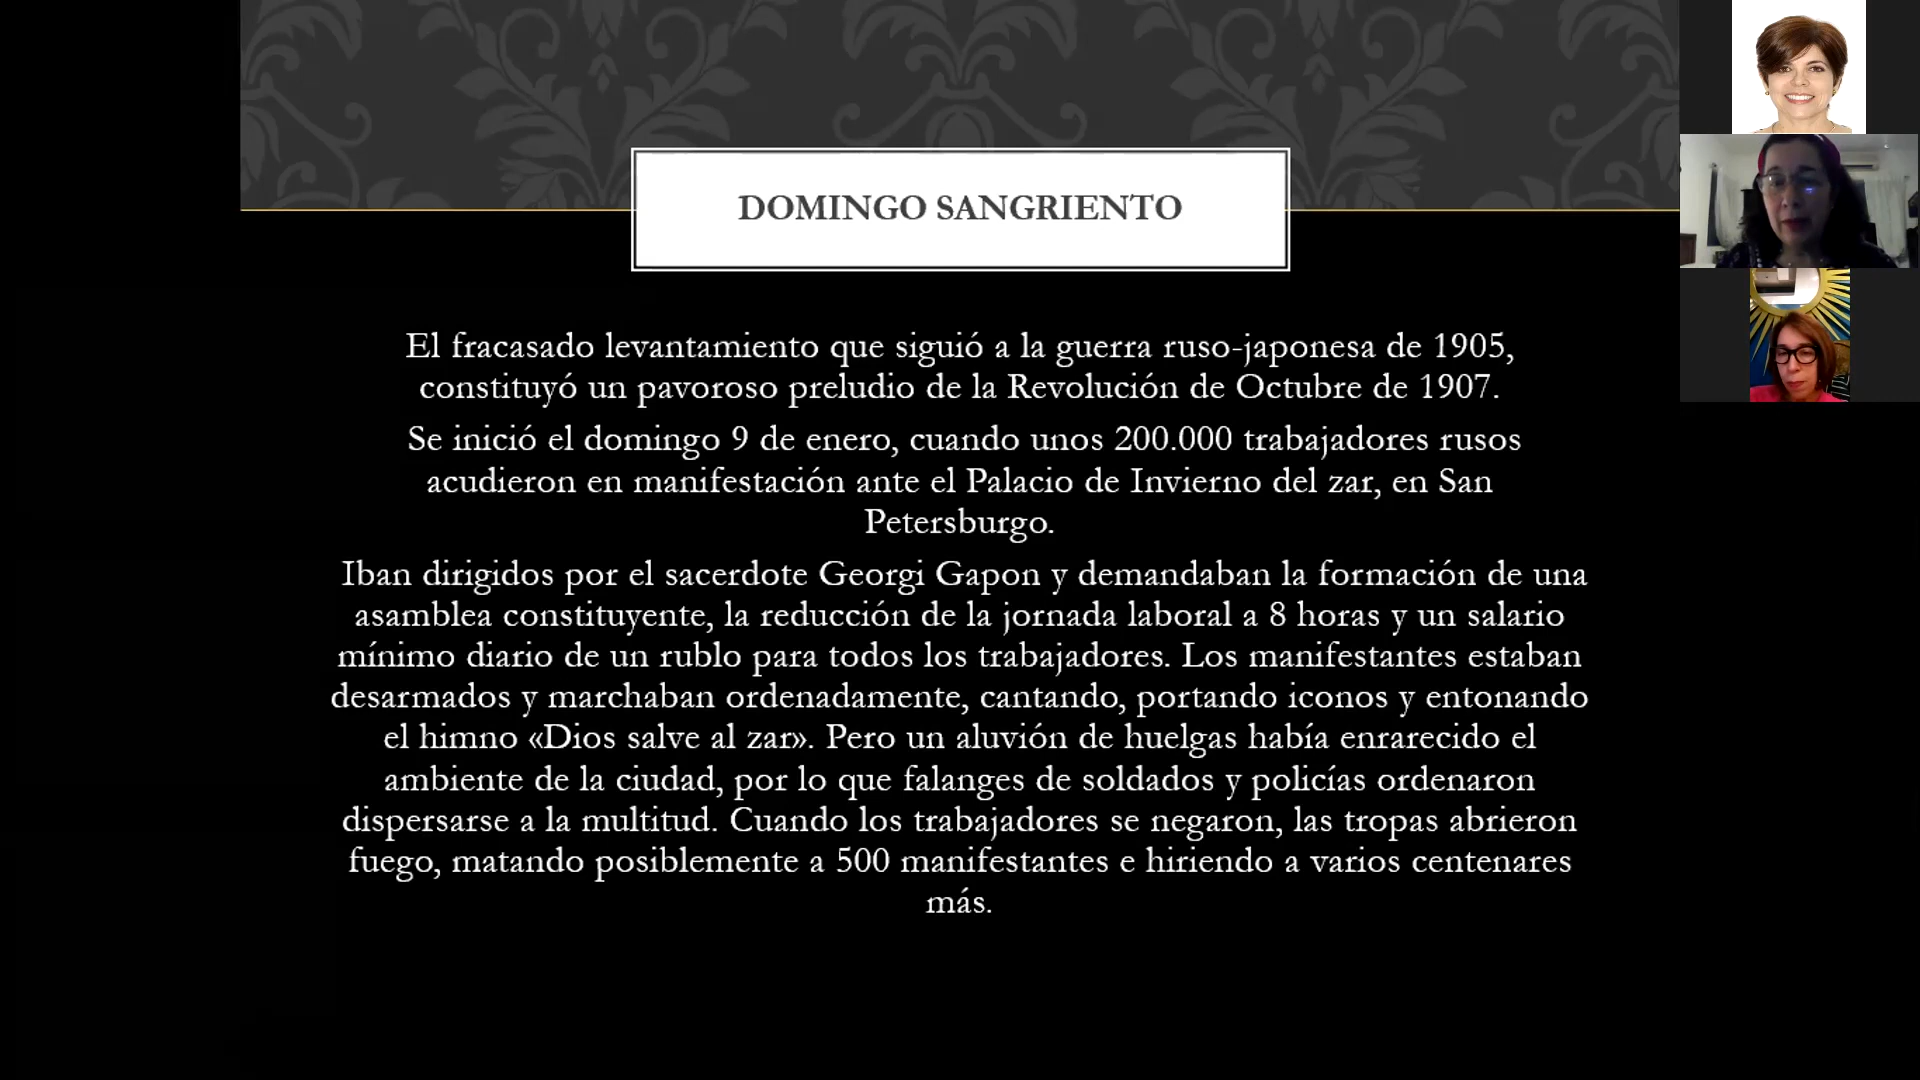 DOMINGO SANGRIENTO
El fracasado levantamiento que siguió a la guerra ruso-japonesa de 1905,
constituyó un pavoroso preludio de la Revolución de Octubre de 1907.
Se inició el domingo 9 de enero, cuando unos 200.000 trabajadores rusos
acudieron en manifestación ante el Palacio de Invierno del zar, en San
Petersburgo.
Iban dirigidos por el sacerdote Georgi Gapon y demandaban la formación de una
asamblea constituyente, la reducción de la jornada laboral a 8 horas y un salario
mínimo diario de un rublo para todos los trabajadores. Los manifestantes estaban
desarmados y marchaban ordenadamente, cantando, portando iconos y entonando
el himno «Dios salve al zar». Pero un aluvión de huelgas había enrarecido el
ambiente de la ciudad, por lo que falanges de soldados y policías ordenaron
dispersarse a la multitud. Cuando los trabajadores se negaron, las tropas abrieron
fuego, matando posiblemente a 500 manifestantes e hiriendo a varios centenares
más.